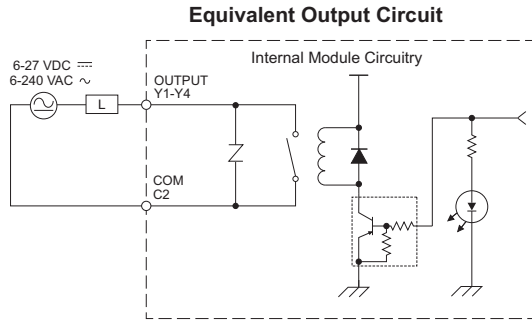 Equivalent Output Circuit
Internal Module Circuitry
6-27 VDC ⎓
6-240 VAC ∿
L
OUTPUT
Y1-Y4
COM
C2